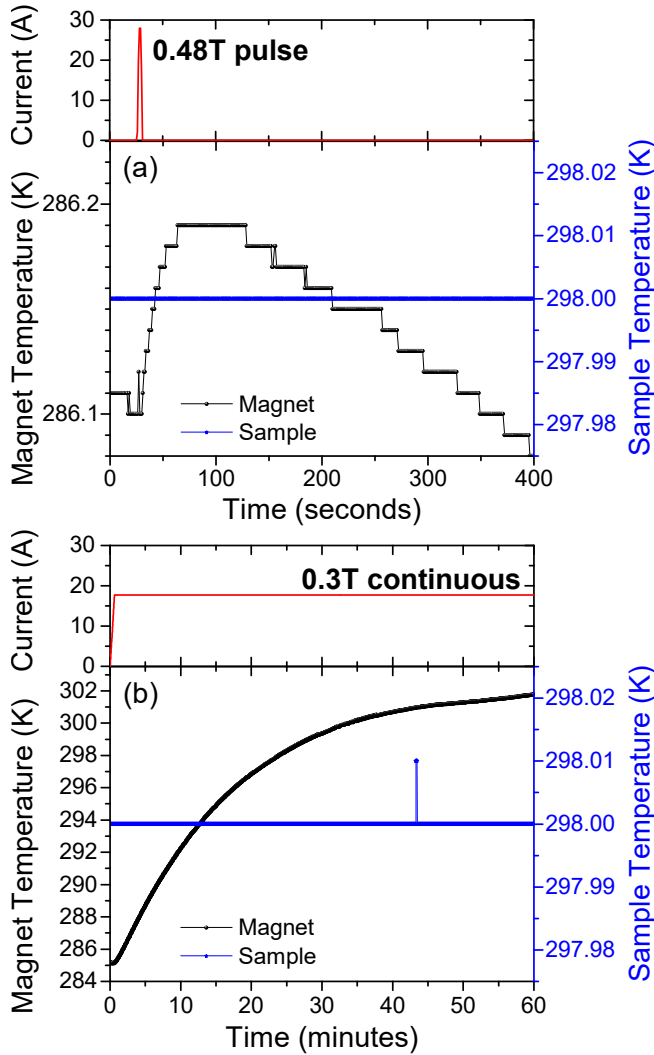 Current (A)
30
20
10
0
0.48T pulse
(a)
Magnet Temperature (K)
286.2
286.1
298.02
298.01
298.00
297.99
297.98
Sample Temperature (K)
Magnet
Sample
0 100 200 300 400
Time (seconds)
Current (A)
30
20
10
0
0.3T continuous
(b)
Magnet Temperature (K)
302
300
298
296
294
292
290
288
286
284
298.02
298.01
298.00
297.99
297.98
Sample Temperature (K)
Magnet
Sample
0 10 20 30 40 50 60
Time (minutes)